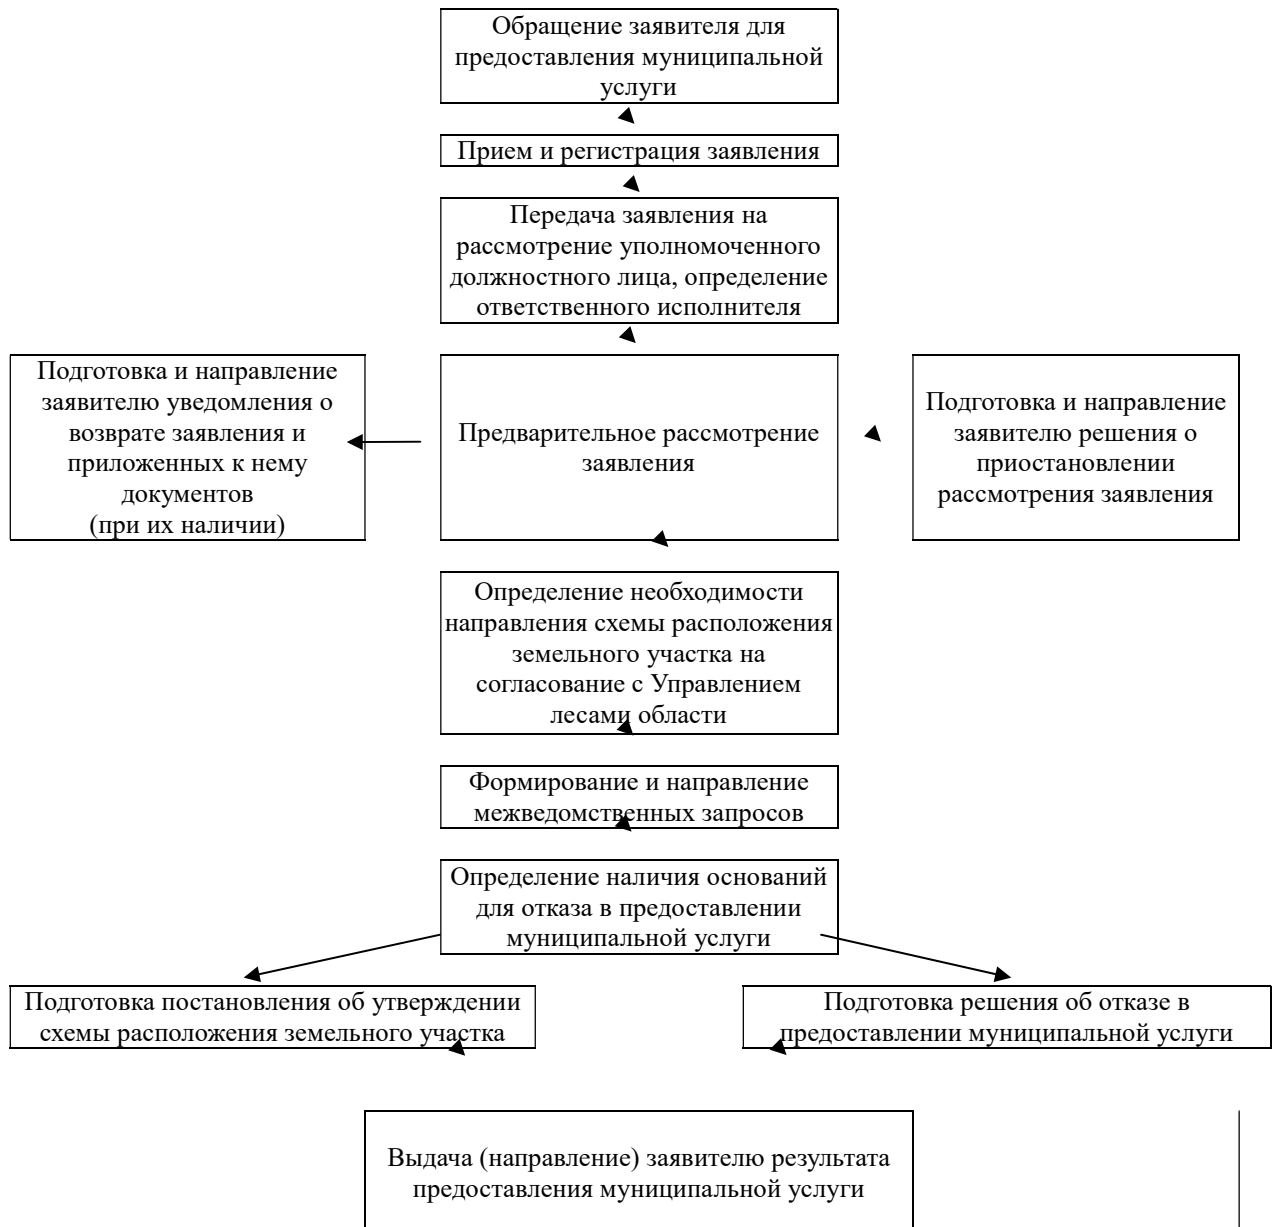 Обращение заявителя для
предоставления муниципальной
услуги
Прием и регистрация заявления
Передача заявления на
рассмотрение уполномоченного
должностного лица, определение
ответственного исполнителя
Подготовка и направление
заявителю уведомления о
возврате заявления и
приложенных к нему
документов
(при их наличии)
Предварительное рассмотрение
заявления
Подготовка и направление
заявителю решения о
приостановлении
рассмотрения заявления
Определение необходимости
направления схемы расположения
земельного участка на
согласование с Управлением
лесами области
Формирование и направление
межведомственных запросов
Определение наличия оснований
для отказа в предоставлении
муниципальной услуги
Подготовка постановления об утверждении
схемы расположения земельного участка
Подготовка решения об отказе в
предоставлении муниципальной услуги
Выдача (направление) заявителю результата
предоставления муниципальной услуги